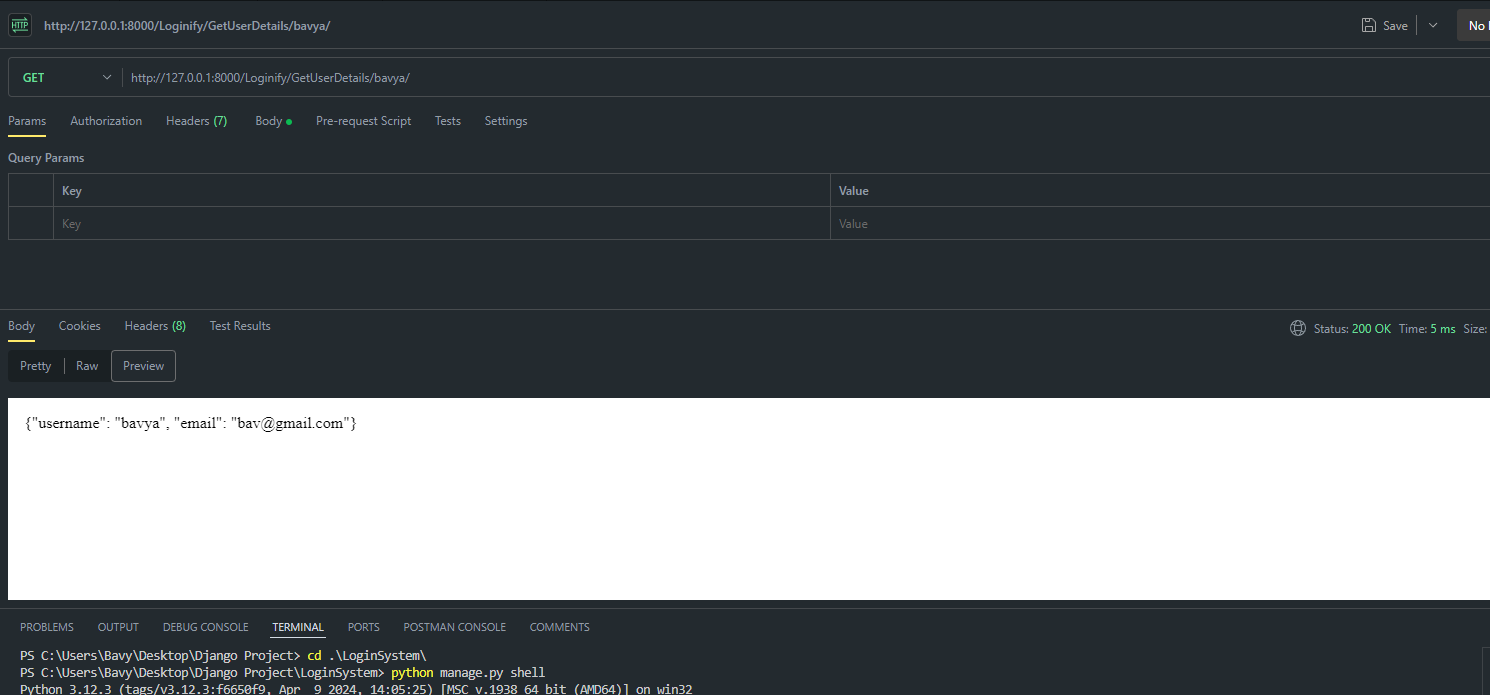 HTTP http://127.0.0.1:8000/Loginify/GetUserDetails/bavya/ Save No
GET http://127.0.0.1:8000/Loginify/GetUserDetails/bavya/
Params Authorization Headers (7) Body Pre-request Script Tests Settings
Query Params
Key Value
Key Value
Body Cookies Headers (8) Test Results Status: 200 OK Time: 5 ms Size:
Pretty Raw Preview
{"username": "bavya", "email": "bav@gmail.com"}
PROBLEMS OUTPUT DEBUG CONSOLE TERMINAL PORTS POSTMAN CONSOLE COMMENTS
PS C:\Users\Bavy\Desktop\Django Project> cd .\LoginSystem\
PS C:\Users\Bavy\Desktop\Django Project\LoginSystem> python manage.py shell
Python 3.12.3 (tags/v3.12.3:f6650f9, Apr  9 2024, 14:05:25) [MSC v.1938 64 bit (AMD64)] on win32